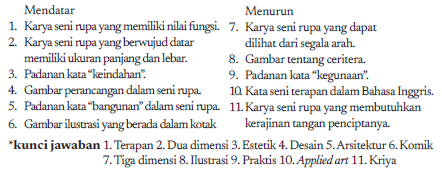 Mendatar
1. Karya seni rupa yang memiliki nilai fungsi.
2. Karya seni rupa yang berwujud datar
memiliki ukuran panjang dan lebar.
3. Padanan kata “keindahan”.
4. Gambar perancangan dalam seni rupa.
5. Padanan kata “bangunan” dalam seni rupa.
6. Gambar ilustrasi yang berada dalam kotak
Menurun
7. Karya seni rupa yang dapat
dilihat dari segala arah.
8. Gambar tentang ceritera.
9. Padanan kata “kegunaan”.
10. Kata seni terapan dalam Bahasa Inggris.
11. Karya seni rupa yang membutuhkan
kerajinan tangan penciptanya.
*kunci jawaban 1. Terapan 2. Dua dimensi 3. Estetik 4. Desain 5. Arsitektur 6. Komik
7. Tiga dimensi 8. Ilustrasi 9. Praktis 10. Applied art 11. Kriya